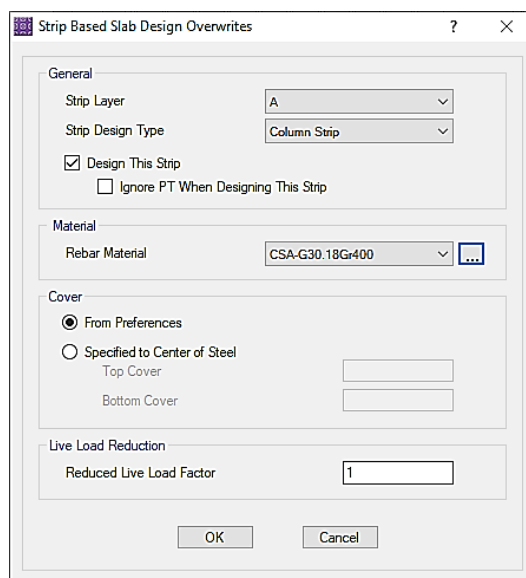 Strip Based Slab Design Overwrites ?
General
Strip Layer A
Strip Design Type Column Strip
Design This Strip
Ignore PT When Designing This Strip
Material
Rebar Material CSA-G30.18Gr400 ...
Cover
From Preferences
Specified to Center of Steel
Top Cover
Bottom Cover
Live Load Reduction
Reduced Live Load Factor 1
OK Cancel